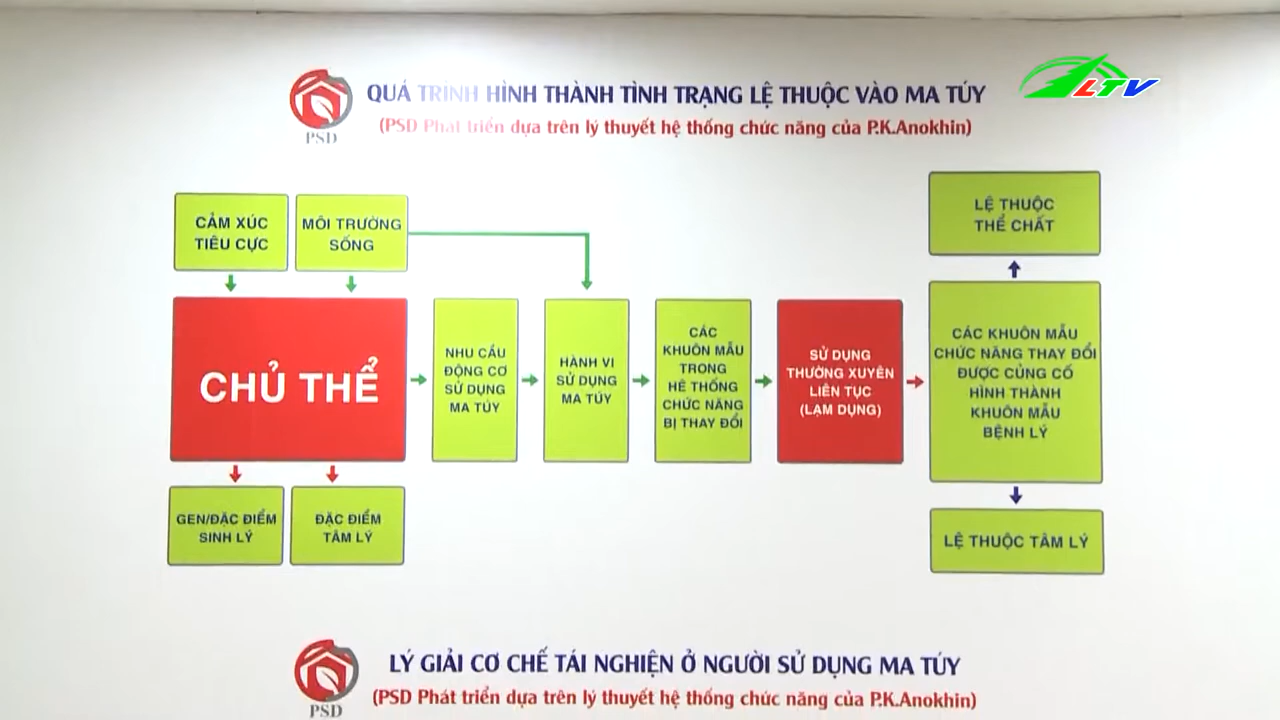 LTV
PSD
QUÁ TRÌNH HÌNH THÀNH TÌNH TRẠNG LỆ THUỘC VÀO MA TÚY
(PSD Phát triển dựa trên lý thuyết hệ thống chức năng của P.K.Anokhin)
CẢM XÚC
TIÊU CỰC
MÔI TRƯỜNG
SỐNG
LỆ THUỘC
THỂ CHẤT
CHỦ THỂ
NHU CẦU
ĐỘNG CƠ
SỬ DỤNG
MA TÚY
HÀNH VI
SỬ DỤNG
MA TÚY
CÁC
KHUÔN MẪU
TRONG
HỆ THỐNG
CHỨC NĂNG
BỊ THAY ĐỔI
SỬ DỤNG
THƯỜNG XUYÊN
LIÊN TỤC
(LẠM DỤNG)
CÁC KHUÔN MẪU
CHỨC NĂNG THAY ĐỔI
ĐƯỢC CỦNG CỐ
HÌNH THÀNH
KHUÔN MẪU
BỆNH LÝ
GEN/ĐẶC ĐIỂM
SINH LÝ
ĐẶC ĐIỂM
TÂM LÝ
LỆ THUỘC TÂM LÝ
PSD
LÝ GIẢI CƠ CHẾ TÁI NGHIỆN Ở NGƯỜI SỬ DỤNG MA TÚY
(PSD Phát triển dựa trên lý thuyết hệ thống chức năng của P.K.Anokhin)